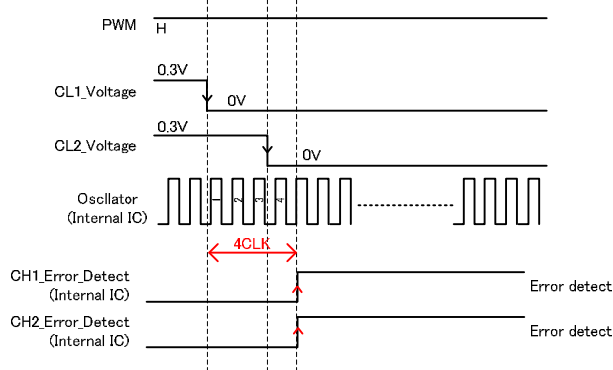 PWM
H
0.3V
CL1_Voltage
0V
0.3V
CL2_Voltage
0V
Oscllator
(Internal IC)
1 2 3 4
4CLK
CH1_Error_Detect
(Internal IC)
Error detect
CH2_Error_Detect
(Internal IC)
Error detect